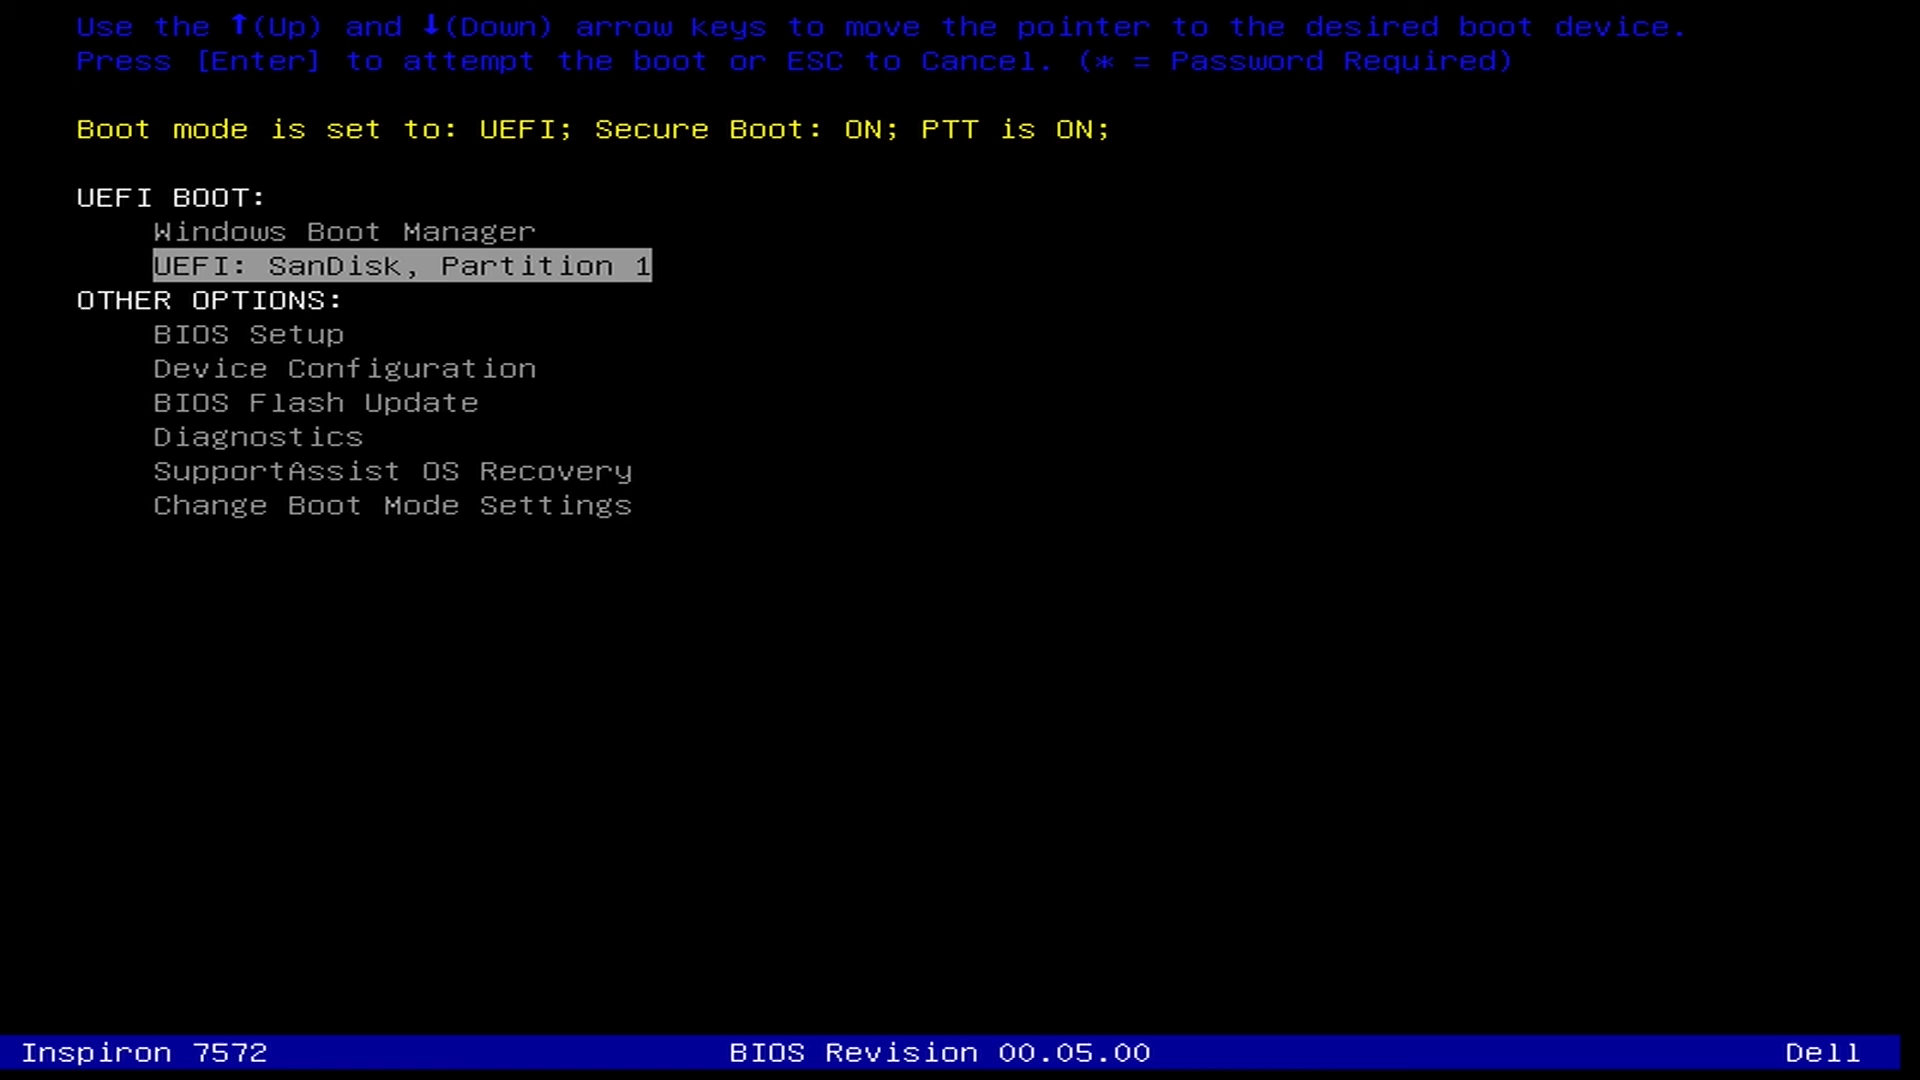 Use the ↑(Up) and ↓(Down) arrow keys to move the pointer to the desired boot device.
Press [Enter] to attempt the boot or ESC to Cancel. (* = Password Required)
Boot mode is set to: UEFI; Secure Boot: ON; PTT is ON;
UEFI BOOT:
Windows Boot Manager
UEFI: SanDisk, Partition 1
OTHER OPTIONS:
BIOS Setup
Device Configuration
BIOS Flash Update
Diagnostics
SupportAssist OS Recovery
Change Boot Mode Settings
Inspiron 7572 BIOS Revision 00.05.00 Dell